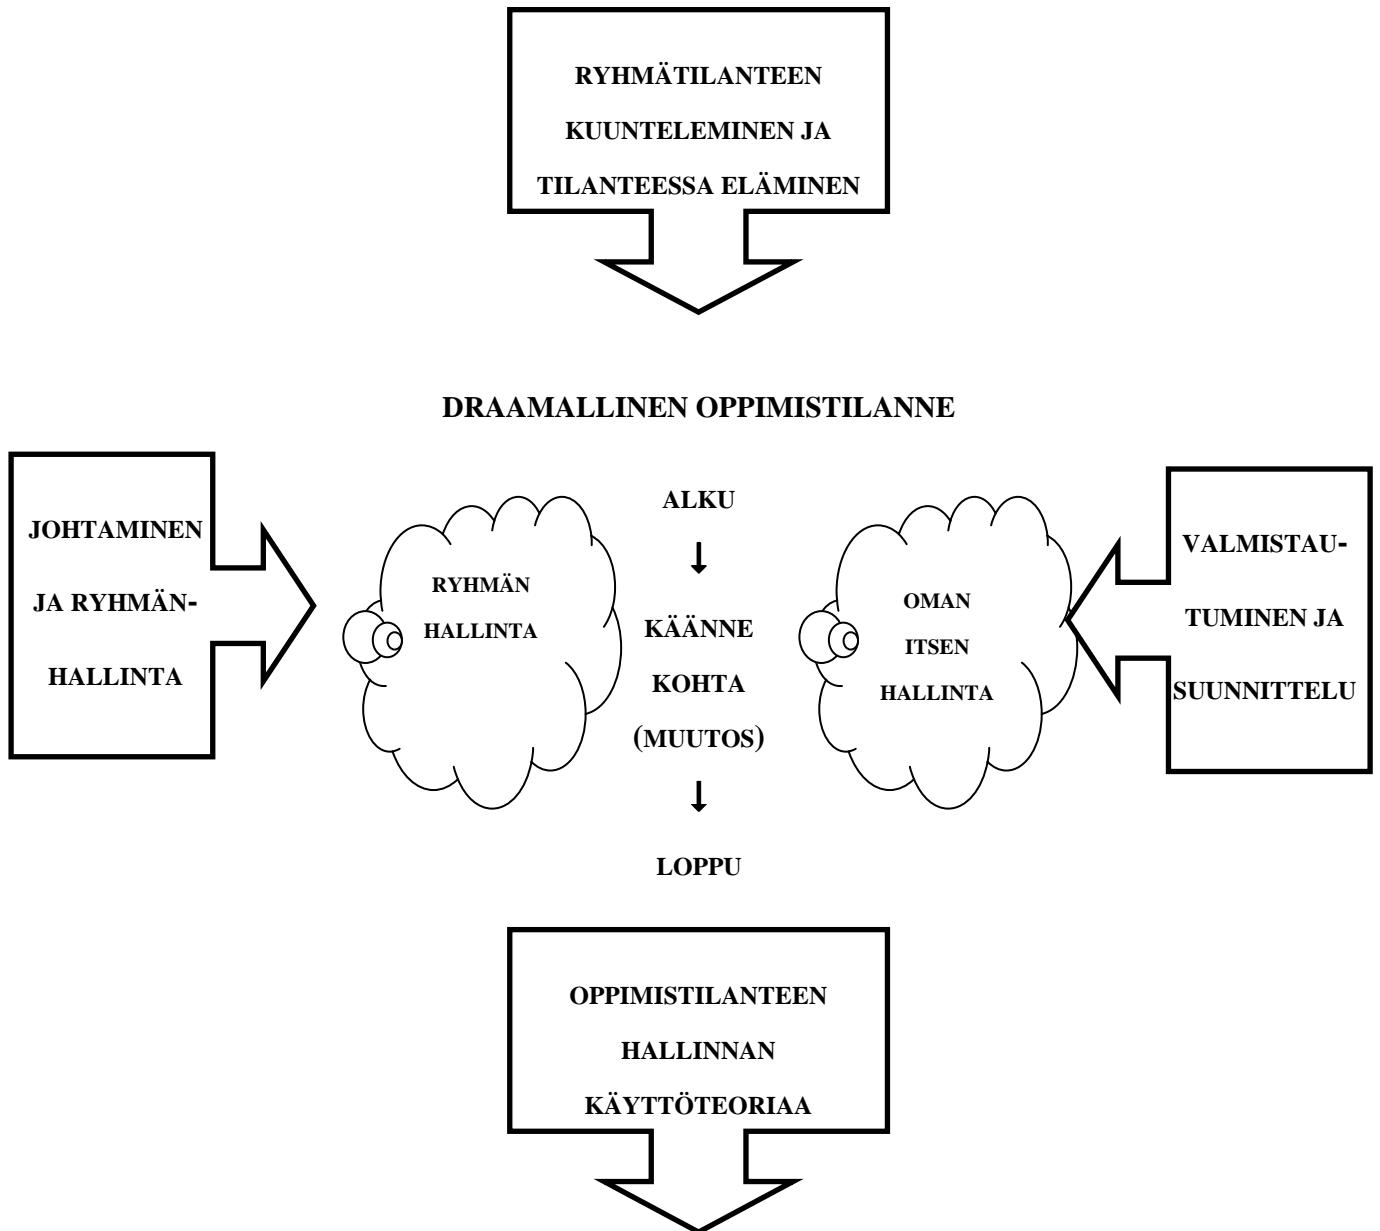 RYHMÄTILANTEEN
KUUNTELEMINEN JA
TILANTEESSA ELÄMINEN
DRAAMALLINEN OPPIMISTILANNE
JOHTAMINEN
JA RYHMÄN-
HALLINTA
RYHMÄN
HALLINTA
ALKU
↓
KÄÄNNE
KOHTA
(MUUTOS)
↓
LOPPU
OMAN
ITSEN
HALLINTA
VALMISTAU-
TUMINEN JA
SUUNNITTELU
OPPIMISTILANTEEN
HALLINNAN
KÄYTTÖTEORIAA